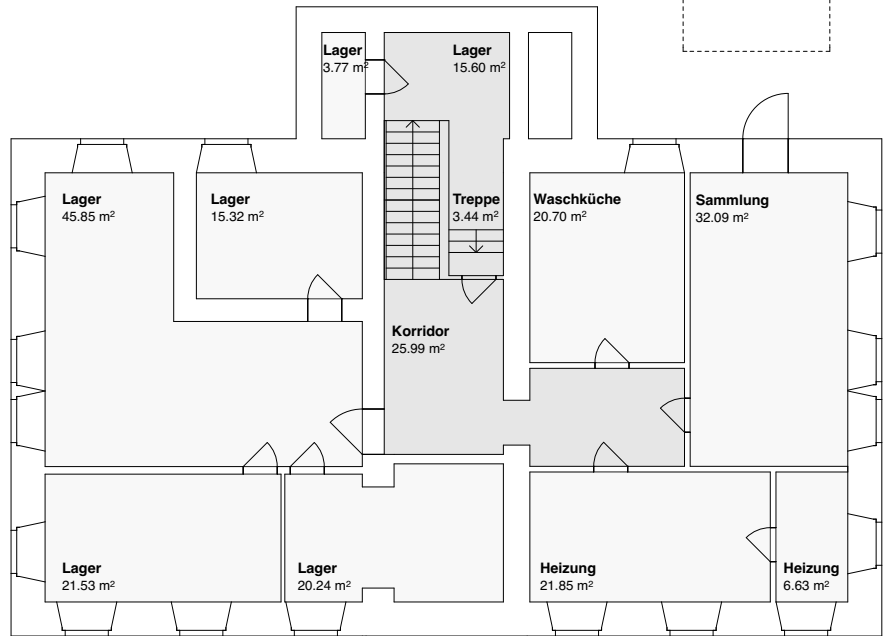 Lager
3.77 m²
Lager
15.60 m²
Lager
45.85 m²
Lager
15.32 m²
Treppe
3.44 m²
Waschküche
20.70 m²
Sammlung
32.09 m²
Korridor
25.99 m²
Lager
21.53 m²
Lager
20.24 m²
Heizung
21.85 m²
Heizung
6.63 m²